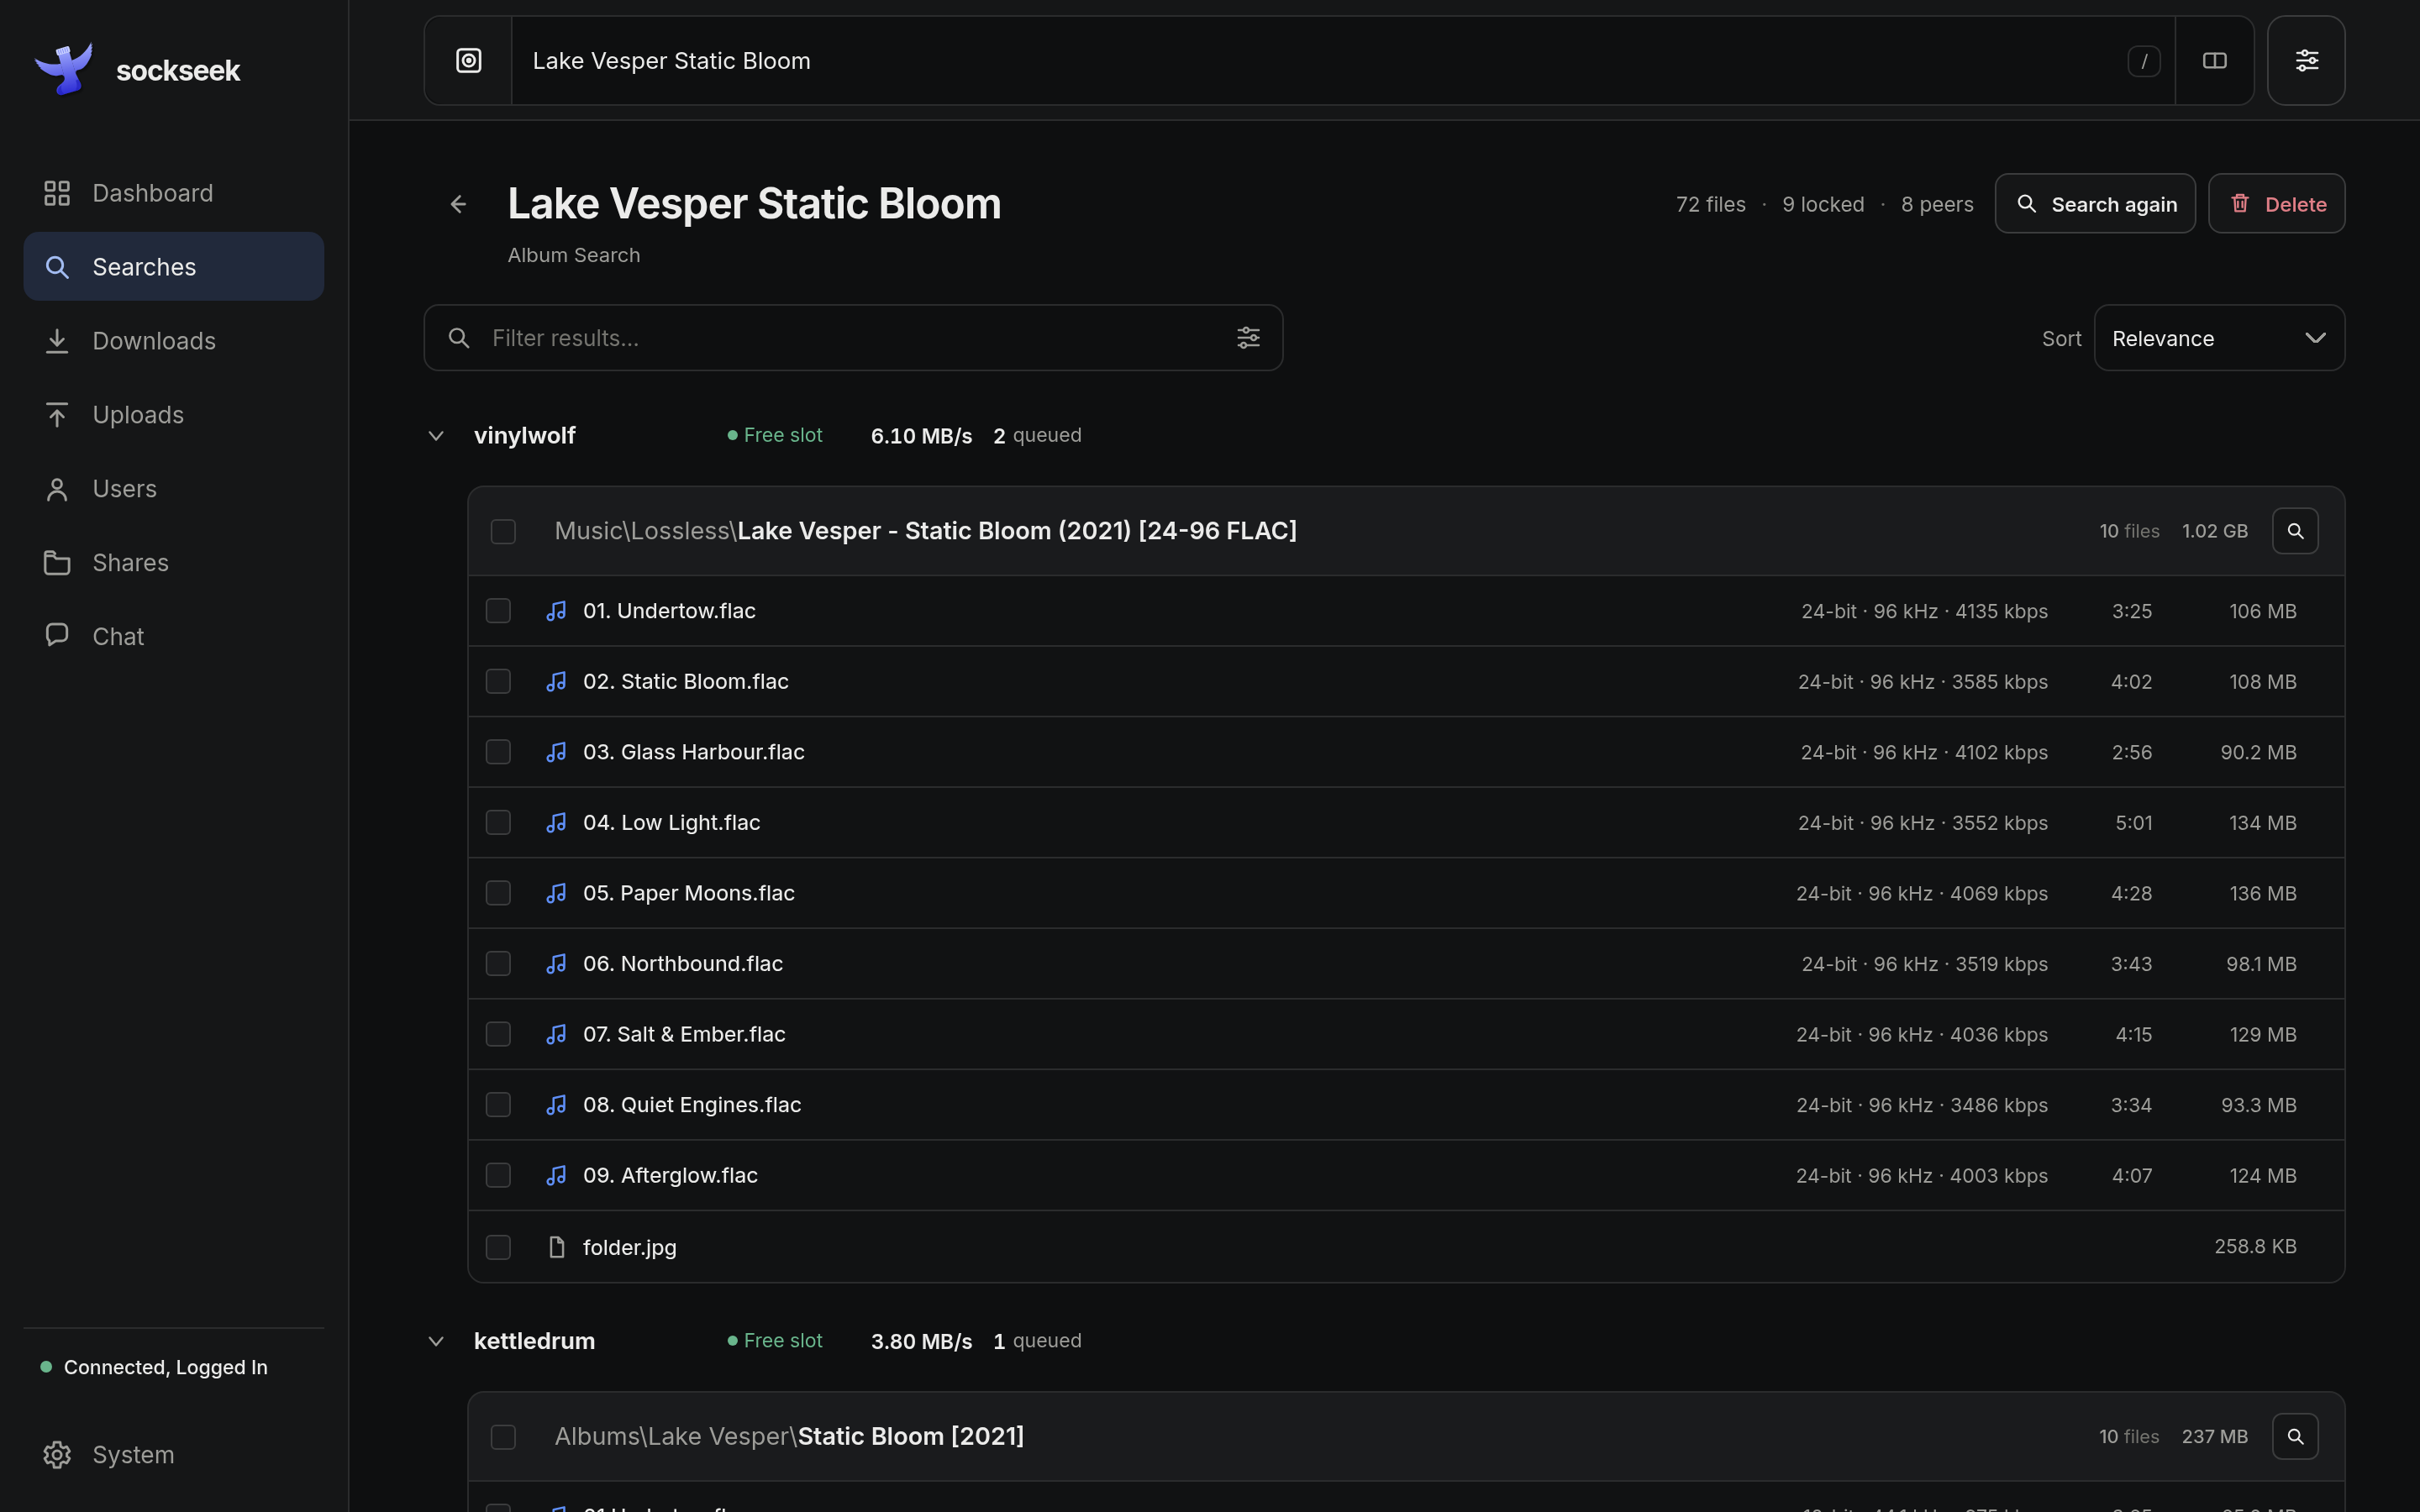 sockseek
Dashboard
Searches
Downloads
Uploads
Users
Shares
Chat
Connected, Logged In
System
Lake Vesper Static Bloom
/
Lake Vesper Static Bloom
Album Search
72 files · 9 locked · 8 peers
Search again
Delete
Filter results...
Sort
Relevance
vinylwolf Free slot 6.10 MB/s 2 queued
Music\Lossless\Lake Vesper - Static Bloom (2021) [24-96 FLAC] 10 files 1.02 GB
01. Undertow.flac 24-bit · 96 kHz · 4135 kbps 3:25 106 MB
02. Static Bloom.flac 24-bit · 96 kHz · 3585 kbps 4:02 108 MB
03. Glass Harbour.flac 24-bit · 96 kHz · 4102 kbps 2:56 90.2 MB
04. Low Light.flac 24-bit · 96 kHz · 3552 kbps 5:01 134 MB
05. Paper Moons.flac 24-bit · 96 kHz · 4069 kbps 4:28 136 MB
06. Northbound.flac 24-bit · 96 kHz · 3519 kbps 3:43 98.1 MB
07. Salt & Ember.flac 24-bit · 96 kHz · 4036 kbps 4:15 129 MB
08. Quiet Engines.flac 24-bit · 96 kHz · 3486 kbps 3:34 93.3 MB
09. Afterglow.flac 24-bit · 96 kHz · 4003 kbps 4:07 124 MB
folder.jpg 258.8 KB
kettledrum Free slot 3.80 MB/s 1 queued
Albums\Lake Vesper\Static Bloom [2021] 10 files 237 MB